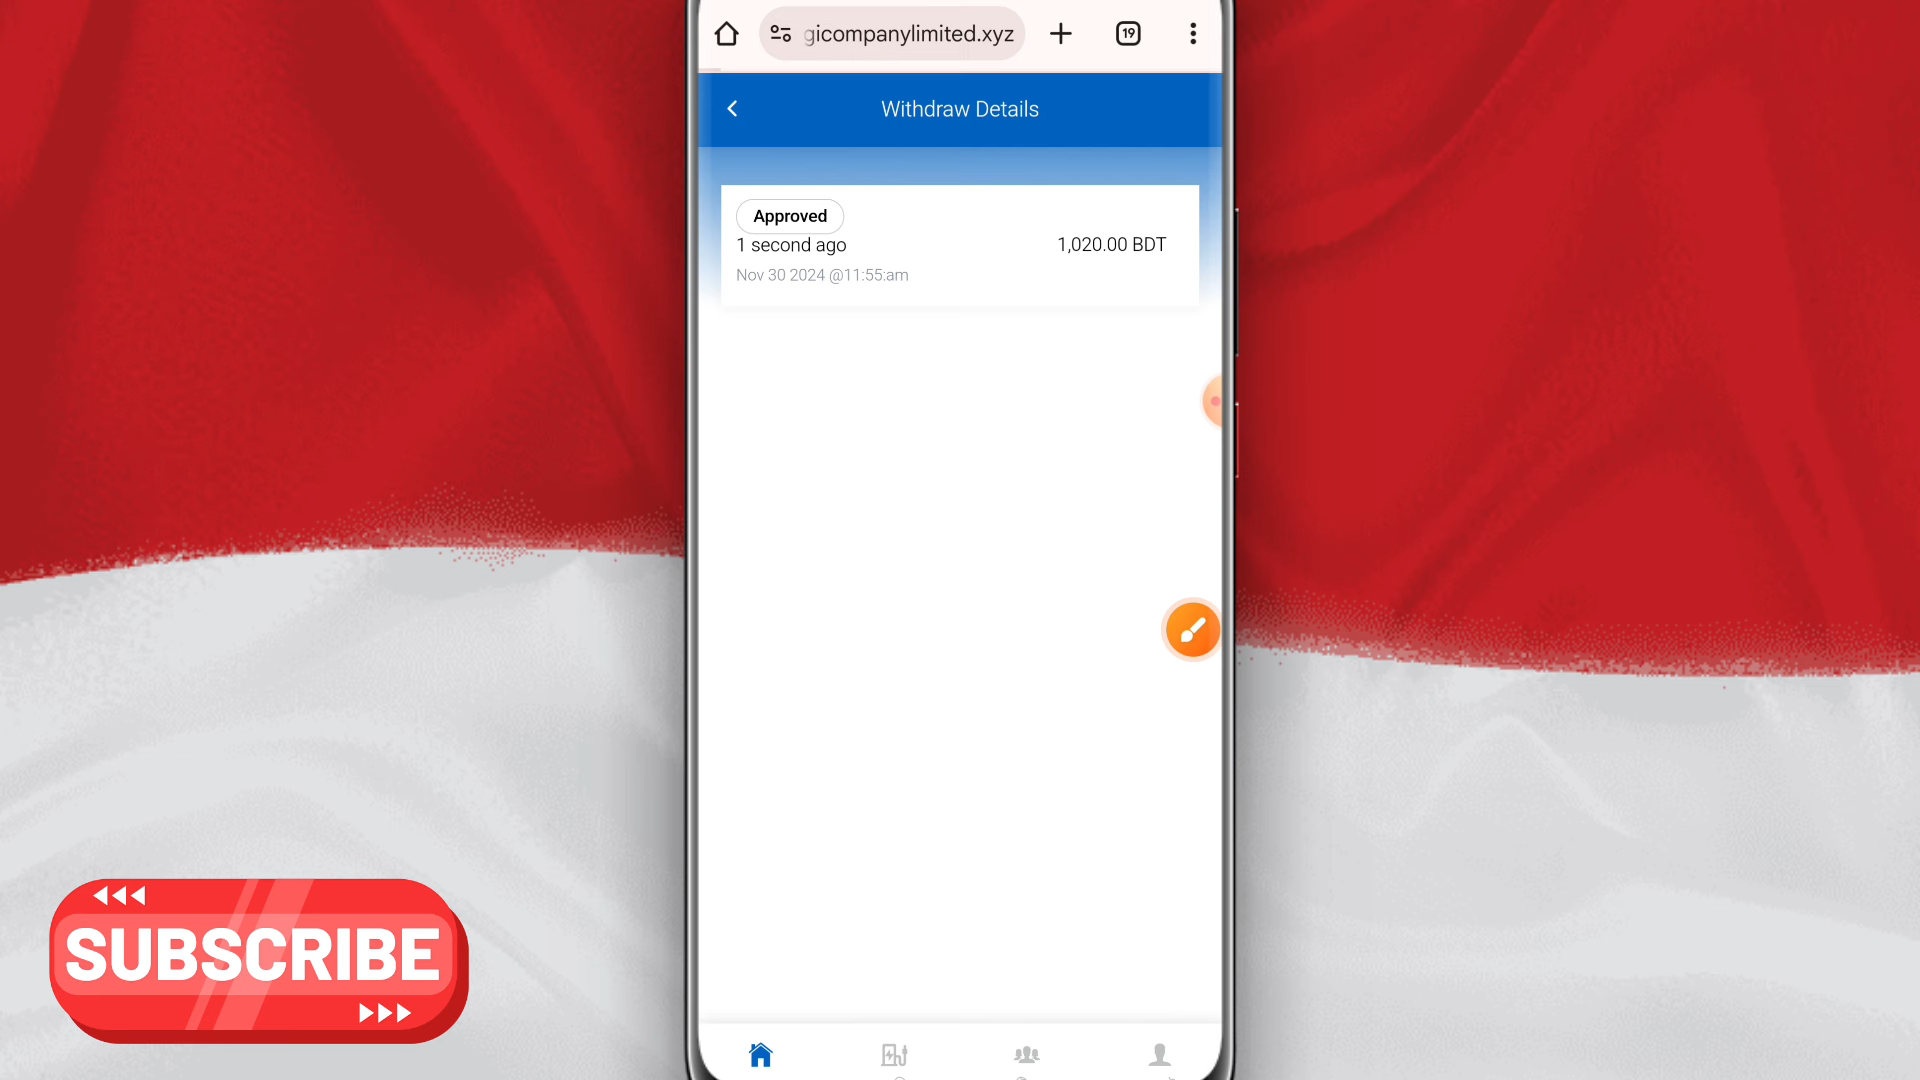 gicompanylimited.xyz
19
Withdraw Details
Approved
1 second ago
1,020.00 BDT
Nov 30 2024 @11:55:am
SUBSCRIBE